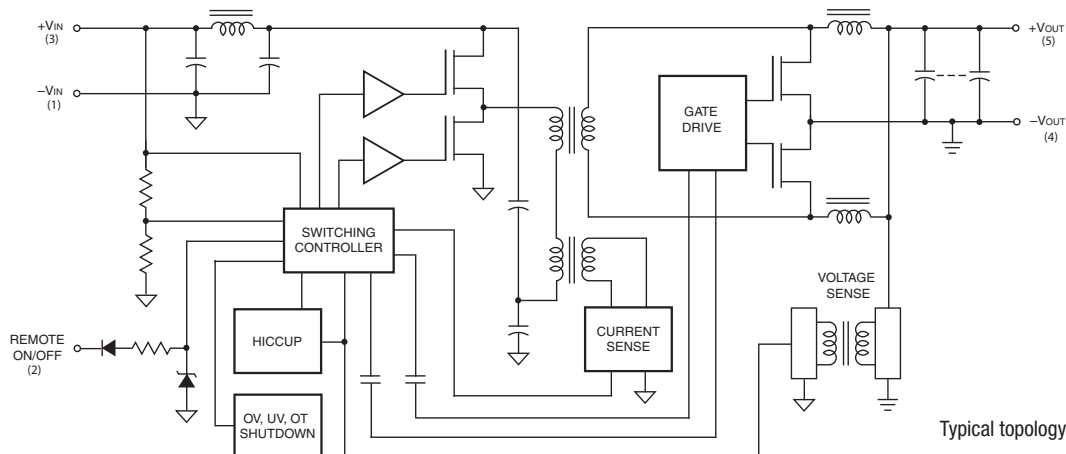 +VIN
(3)
–VIN
(1)
+VOUT
(5)
–VOUT
(4)
GATE
DRIVE
SWITCHING
CONTROLLER
VOLTAGE
SENSE
REMOTE
ON/OFF
(2)
HICCUP
CURRENT
SENSE
OV, UV, OT
SHUTDOWN
Typical topology